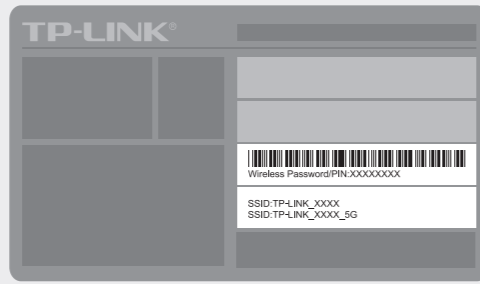 TP-LINK®
Wireless Password/PIN:XXXXXXXX
SSID:TP-LINK_XXXX
SSID:TP-LINK_XXXX_5G